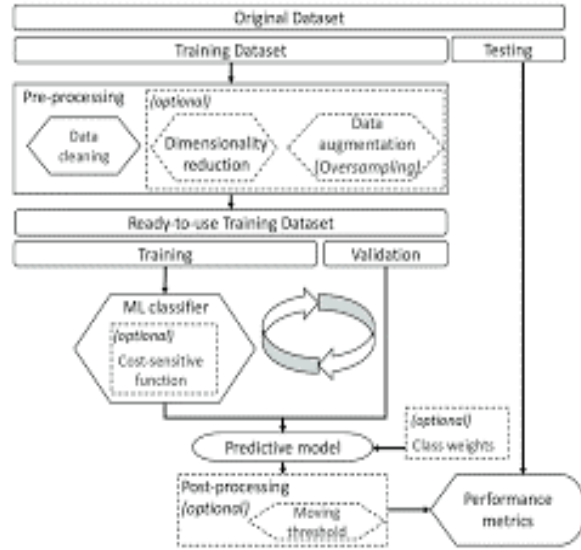 Original Dataset
Training Dataset
Testing
Pre-processing
(optional)
Data
cleaning
Dimensionality
reduction
Data
augmentation
(Oversampling)
Ready-to-use Training Dataset
Training
Validation
ML classifier
(optional)
Cost-sensitive
function
(optional)
Class weights
Predictive model
Post-processing
(optional)
Moving
threshold
Performance
metrics